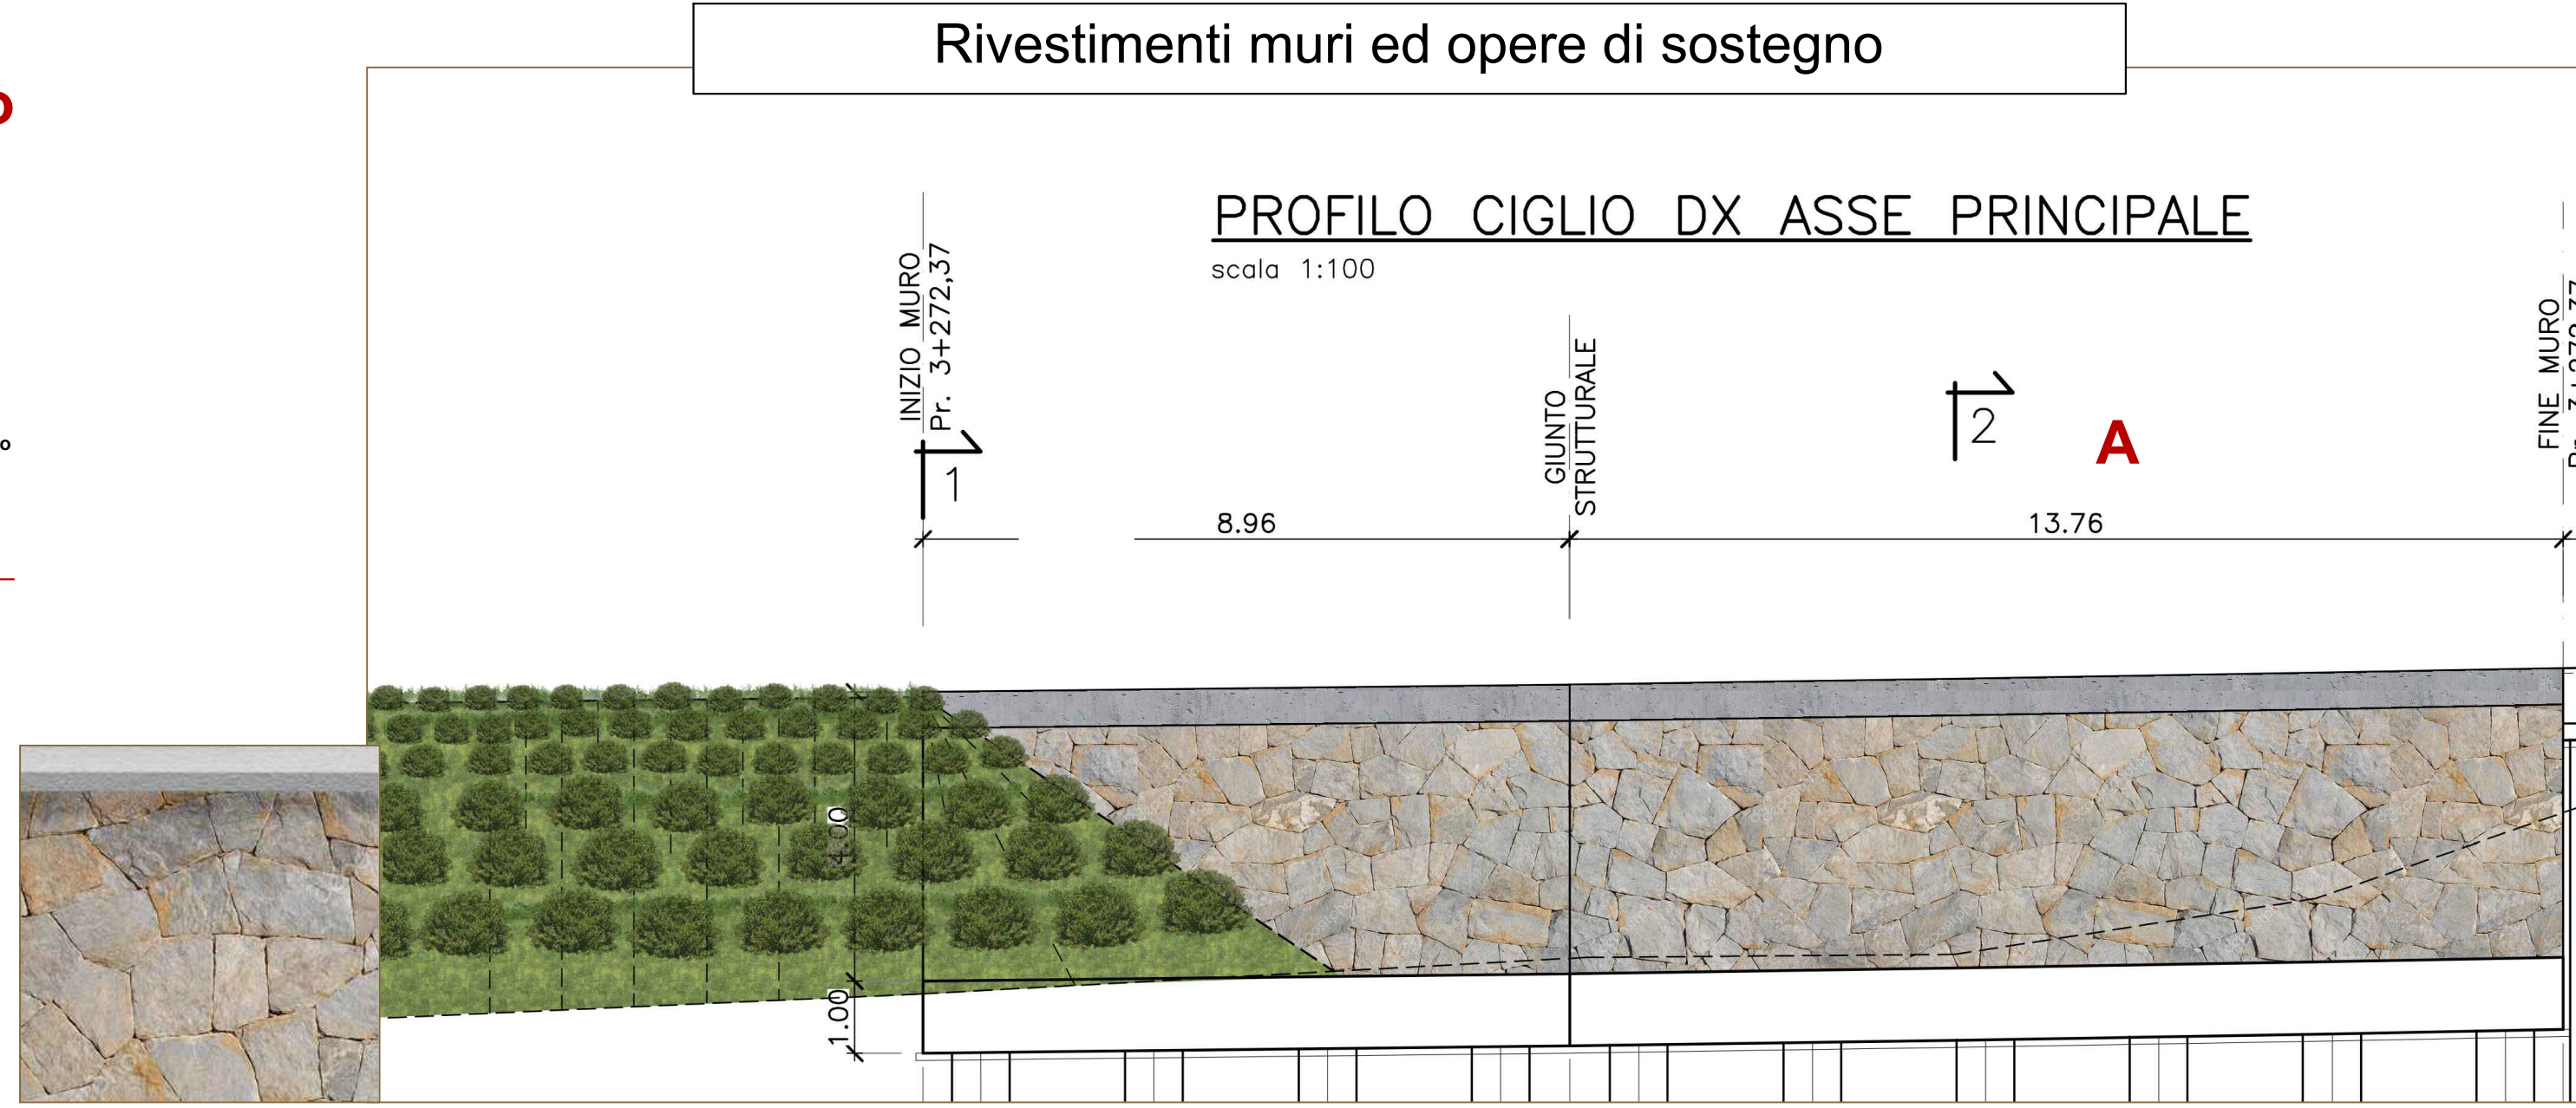 Rivestimenti muri ed opere di sostegno
PROFILO CIGLIO DX ASSE PRINCIPALE
scala 1:100
INIZIO MURO
Pr. 3+272,37
GIUNTO
STRUTTURALE
FINE MURO
1
2
A
8.96
13.76
4.00
1.00